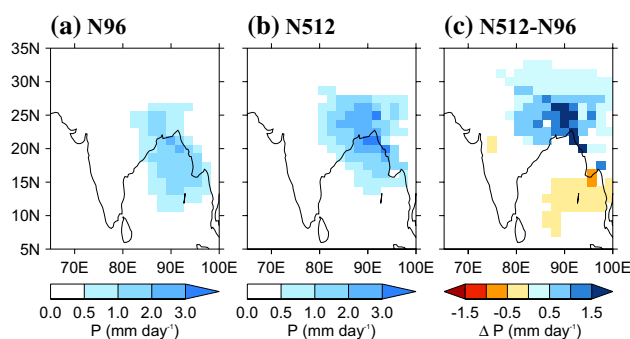 (a) N96
(b) N512
(c) N512-N96
35N
30N
25N
20N
15N
10N
5N
70E 80E 90E 100E
70E 80E 90E 100E
70E 80E 90E 100E
0.0 0.5 1.0 2.0 3.0
0.0 0.5 1.0 2.0 3.0
-1.5 -0.5 0.5 1.5
P (mm day⁻¹)
P (mm day⁻¹)
Δ P (mm day⁻¹)